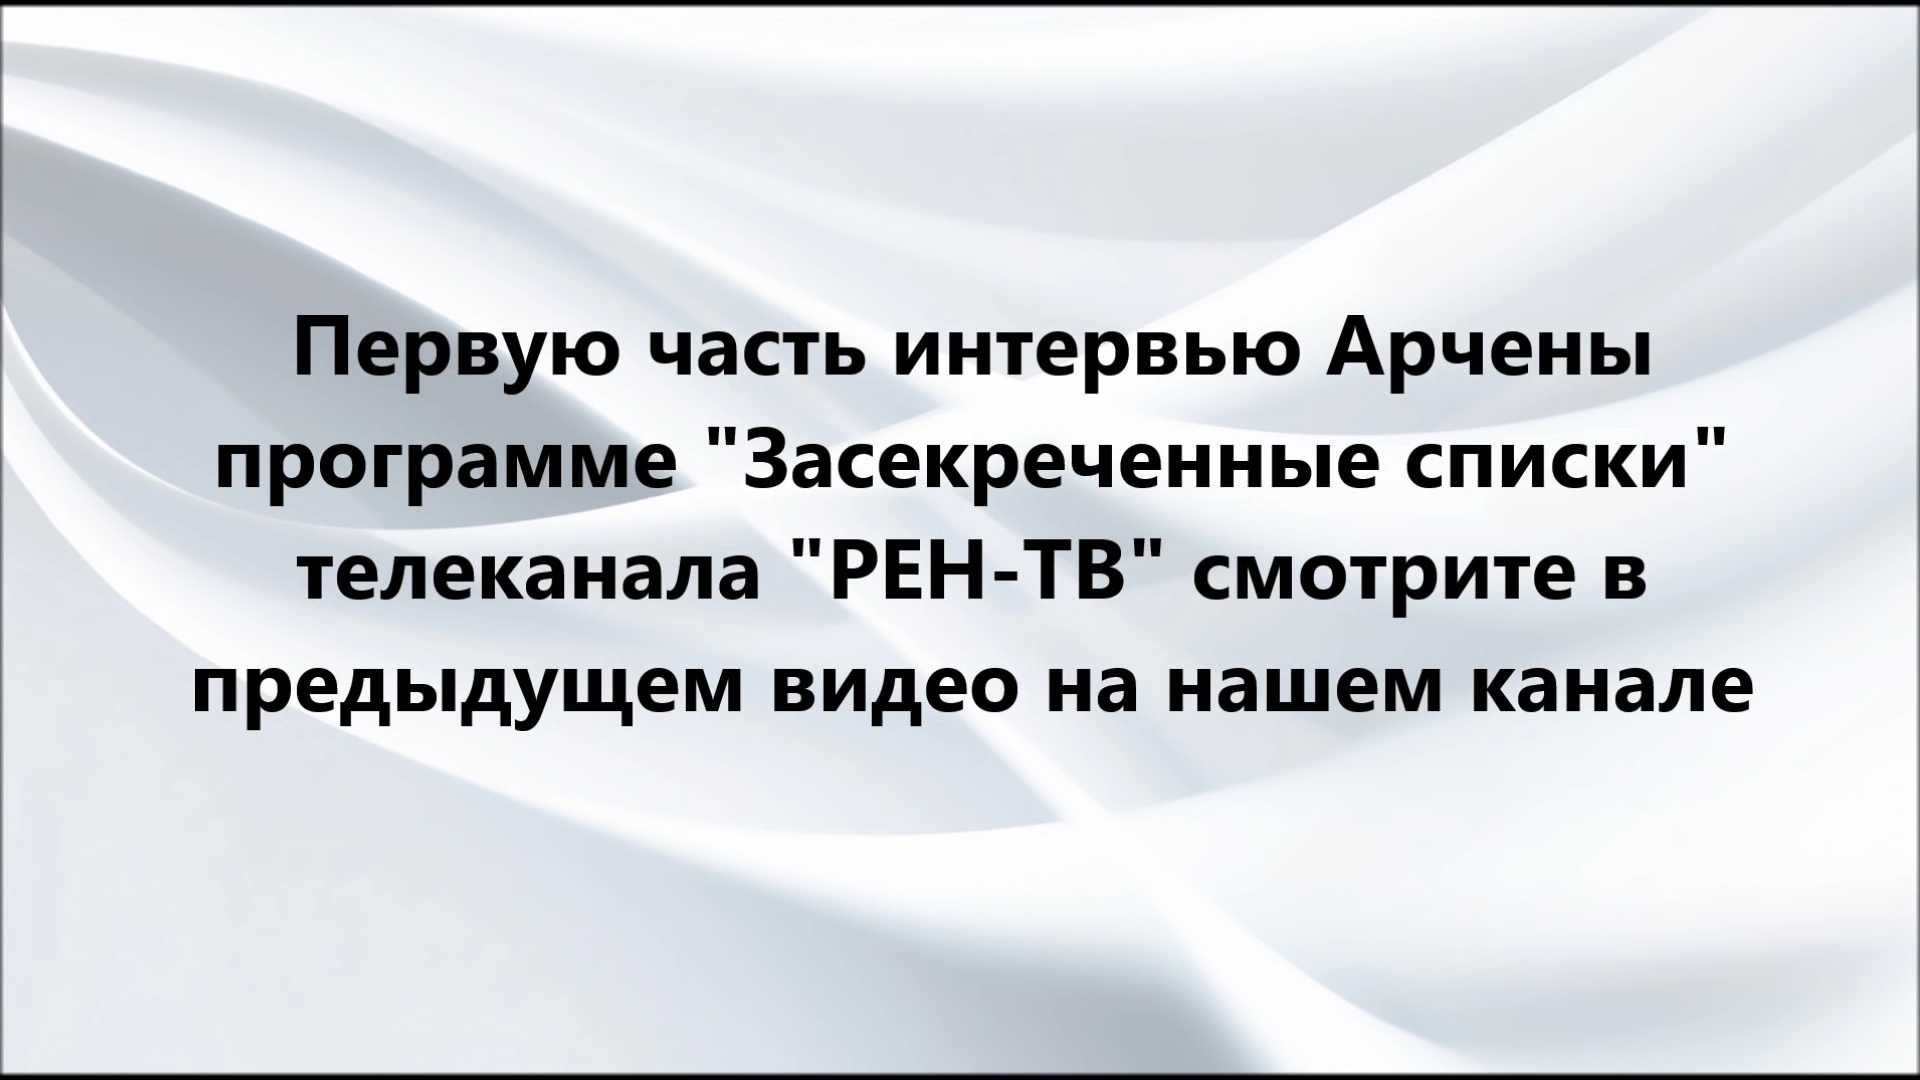 Первую часть интервью Арчены
программе "Засекреченные списки"
телеканала "РЕН-ТВ" смотрите в
предыдущем видео на нашем канале